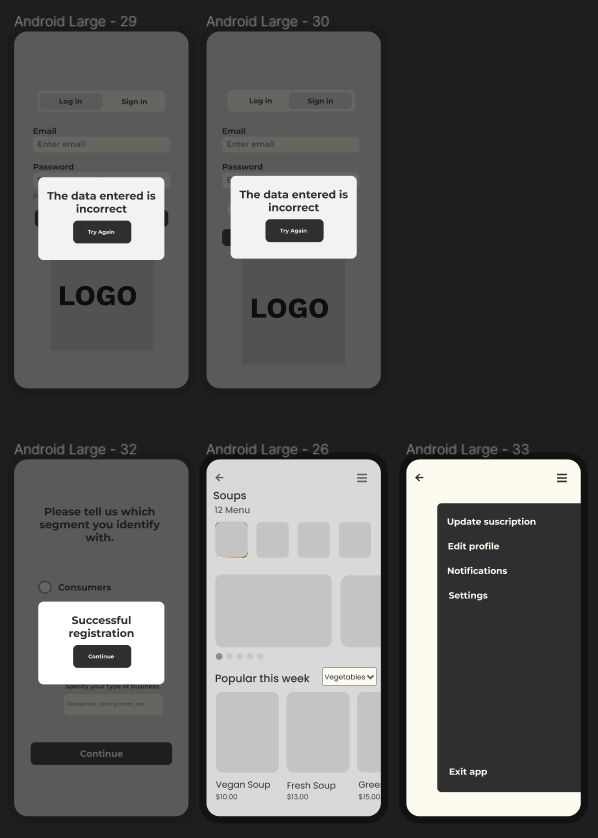 Android Large - 29
Android Large - 30
Log in
Sign in
Email
Enter email
Password
The data entered is
incorrect
Try Again
LOGO
Log in
Sign in
Email
Enter email
Password
The data entered is
incorrect
Try Again
LOGO
Android Large - 32
Android Large - 26
Android Large - 33
Please tell us which
segment you identify
with.
Consumers
Successful
registration
Continue
Specify your type of business
Restaurant, dining room, etc.
Continue
Soups
12 Menu
Popular this week
Vegetables
Vegan Soup
$10.00
Fresh Soup
$13.00
Gree
$15.00
Update suscription
Edit profile
Notifications
Settings
Exit app